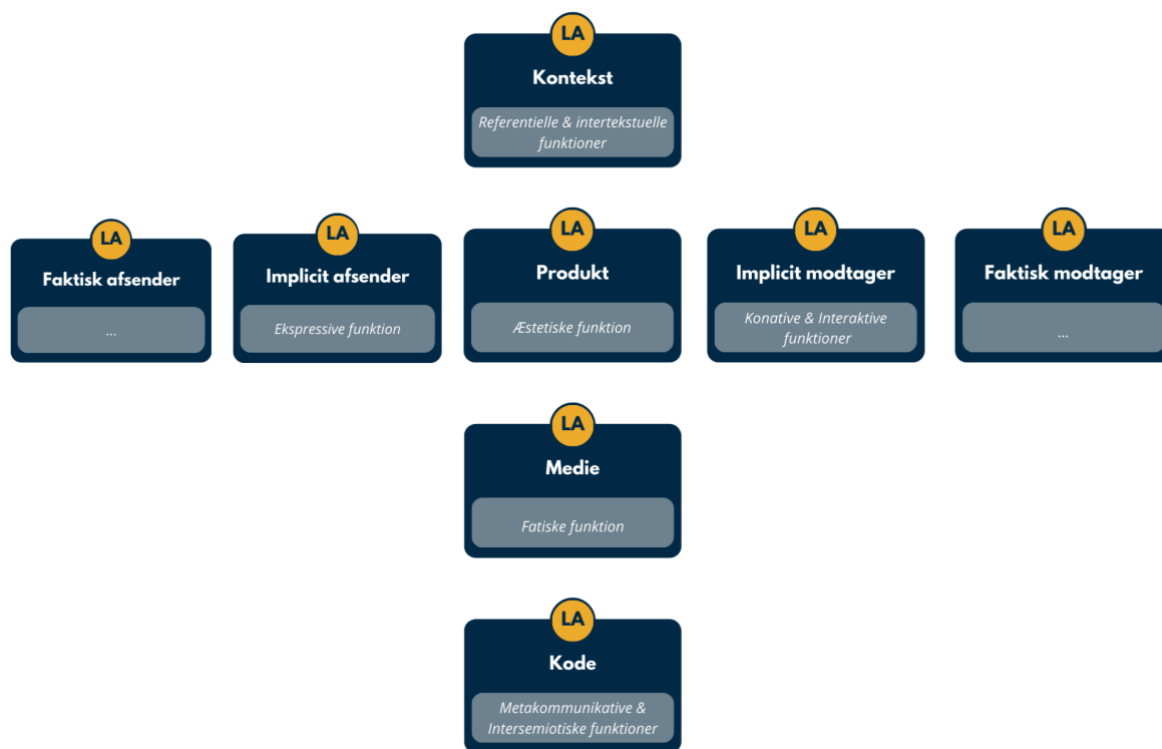 LA
Kontekst
Referentielle & intertekstuelle
funktioner
LA
Faktisk afsender
...
LA
Implicit afsender
Ekspressive funktion
LA
Produkt
Æstetiske funktion
LA
Implicit modtager
Konative & Interaktive
funktioner
LA
Faktisk modtager
...
LA
Medie
Fatiske funktion
LA
Kode
Metakommunikative &
Intersemiotiske funktioner